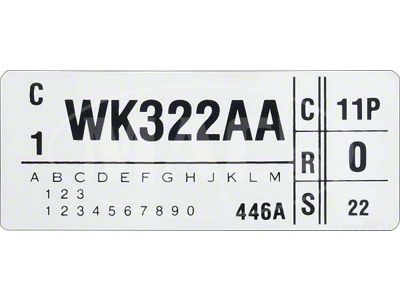 C
1
WK322AA
A B C D E F G H J K L M
1 2 3
1 2 3 4 5 6 7 8 9 0
446A
C 11P
R 0
S 22